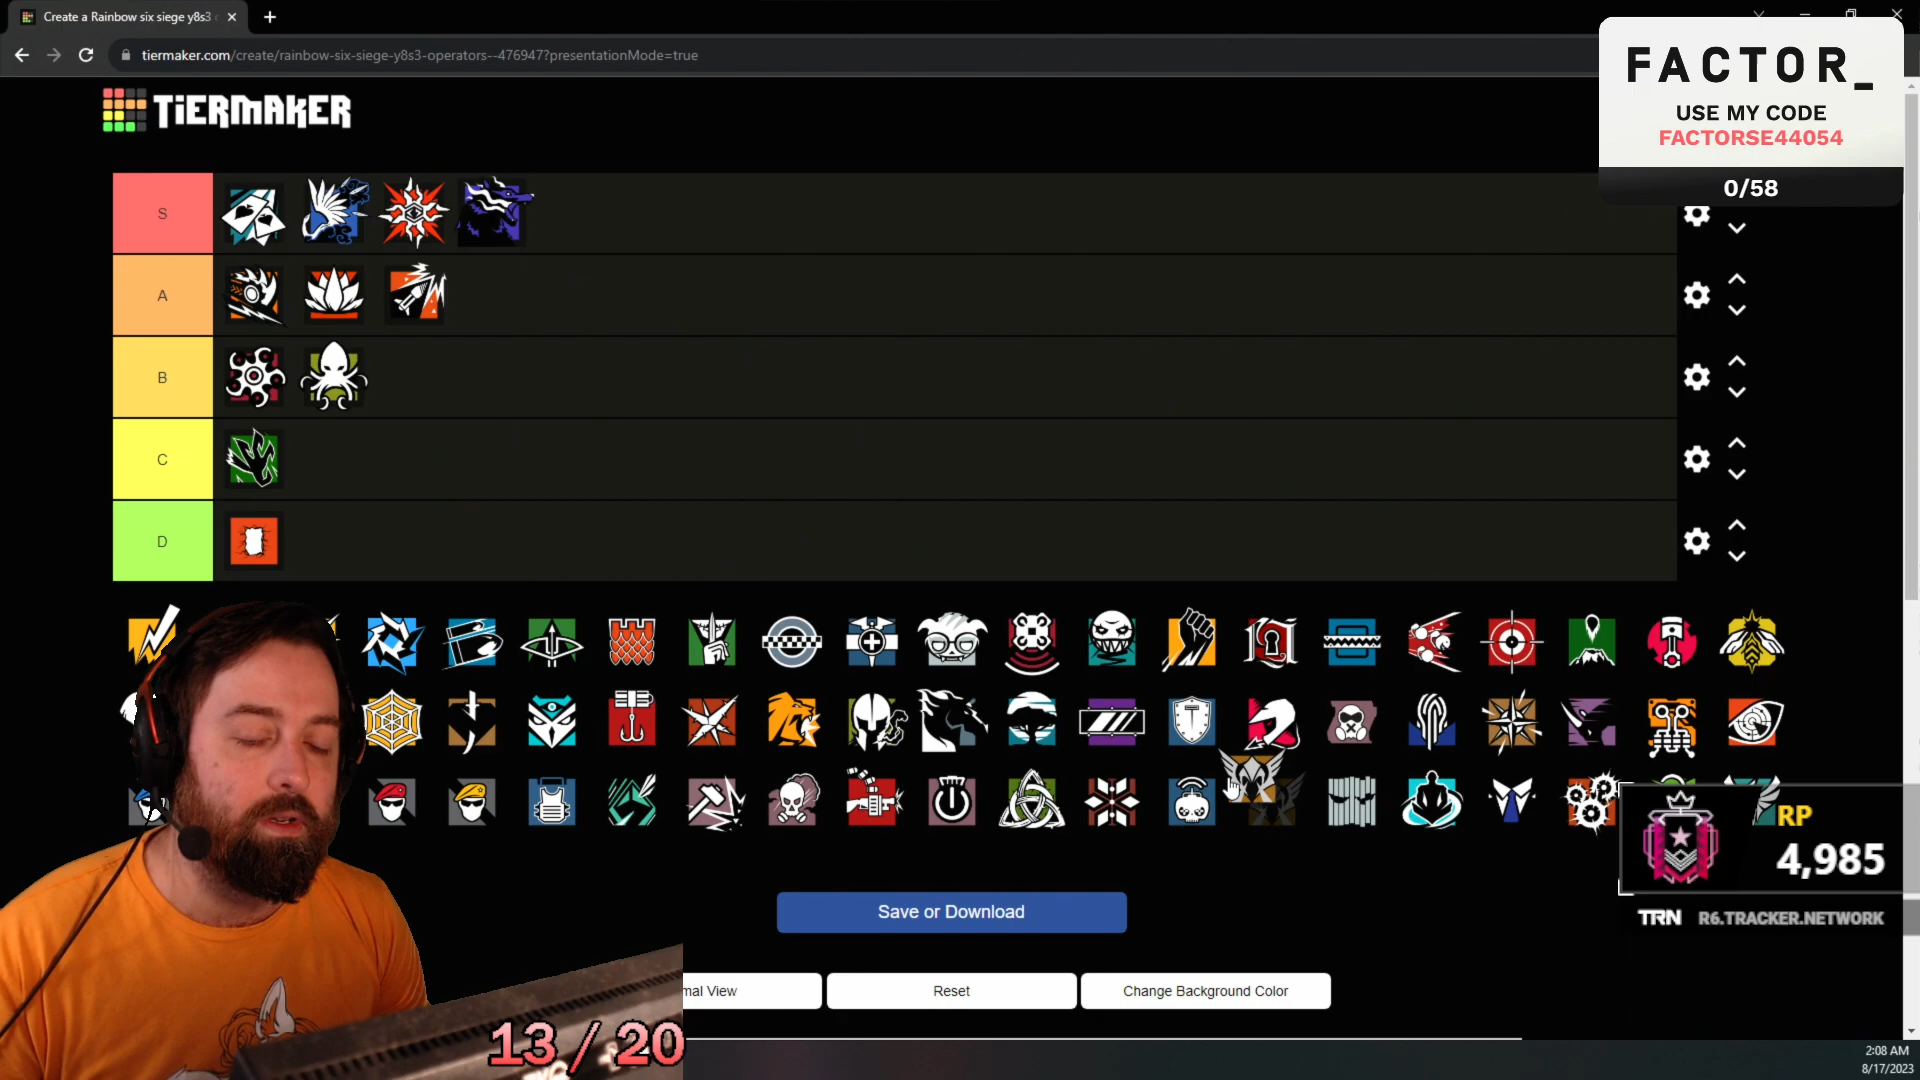 Create a Rainbow six siege y8s3
tiermaker.com/create/rainbow-six-siege-y8s3-operators--476947?presentationMode=true
TiERMAKER
FACTOR_
USE MY CODE
FACTORSE44054
0/58
S
A
B
C
D
RP
4,985
Save or Download
TRN R6.TRACKER.NETWORK
mal View
Reset
Change Background Color
13 / 20
2:08 AM
8/17/2023